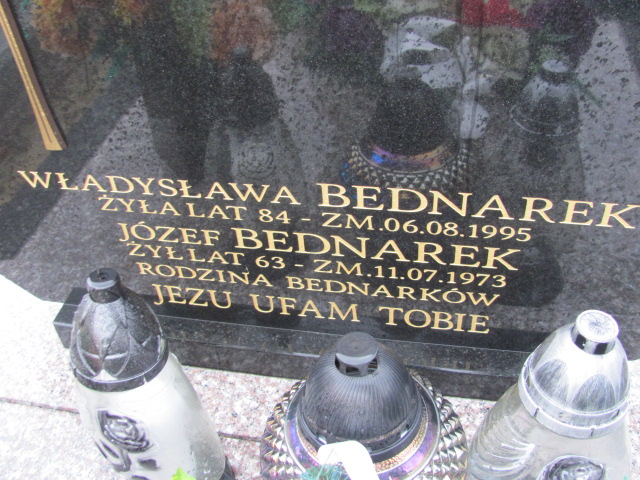 WŁADYSŁAWA BEDNAREK
ŻYŁA LAT 84 - ZM.06.08.1995
JÓZEF BEDNAREK
ŻYŁ LAT 63 - ZM.11.07.1973
RODZINA BEDNARKÓW
JEZU UFAM TOBIE